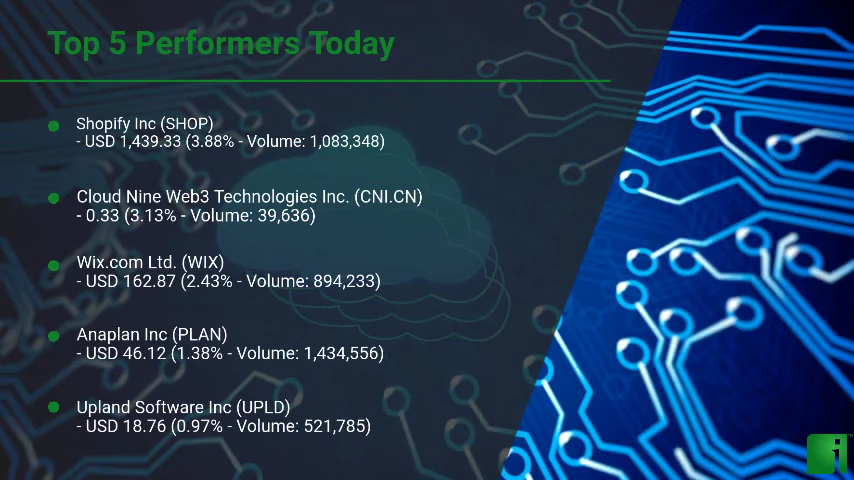 Top 5 Performers Today
Shopify Inc (SHOP)
- USD 1,439.33 (3.88% - Volume: 1,083,348)
Cloud Nine Web3 Technologies Inc. (CNI.CN)
- 0.33 (3.13% - Volume: 39,636)
Wix.com Ltd. (WIX)
- USD 162.87 (2.43% - Volume: 894,233)
Anaplan Inc (PLAN)
- USD 46.12 (1.38% - Volume: 1,434,556)
Upland Software Inc (UPLD)
- USD 18.76 (0.97% - Volume: 521,785)
i